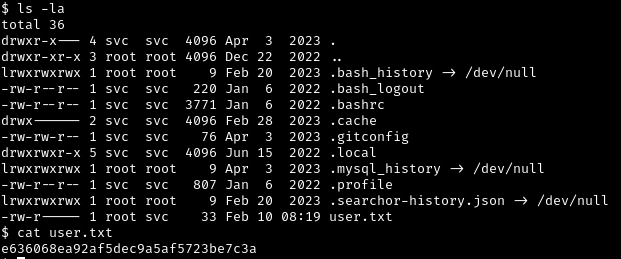 $ ls -la
total 36
drwxr-x--- 4 svc  svc  4096 Apr  3  2023 .
drwxr-xr-x 3 root root 4096 Dec 22  2022 ..
lrwxrwxrwx 1 root root    9 Feb 20  2023 .bash_history -> /dev/null
-rw-r--r-- 1 svc  svc   220 Jan  6  2022 .bash_logout
-rw-r--r-- 1 svc  svc  3771 Jan  6  2022 .bashrc
drwx------ 2 svc  svc  4096 Feb 28  2023 .cache
-rw-rw-r-- 1 svc  svc    76 Apr  3  2023 .gitconfig
drwxrwxr-x 5 svc  svc  4096 Jun 15  2022 .local
lrwxrwxrwx 1 root root    9 Apr  3  2023 .mysql_history -> /dev/null
-rw-r--r-- 1 svc  svc   807 Jan  6  2022 .profile
lrwxrwxrwx 1 root root    9 Feb 20  2023 .searchor-history.json -> /dev/null
-rw-r----- 1 root svc    33 Feb 10 08:19 user.txt
$ cat user.txt
e636068ea92af5dec9a5af5723be7c3a